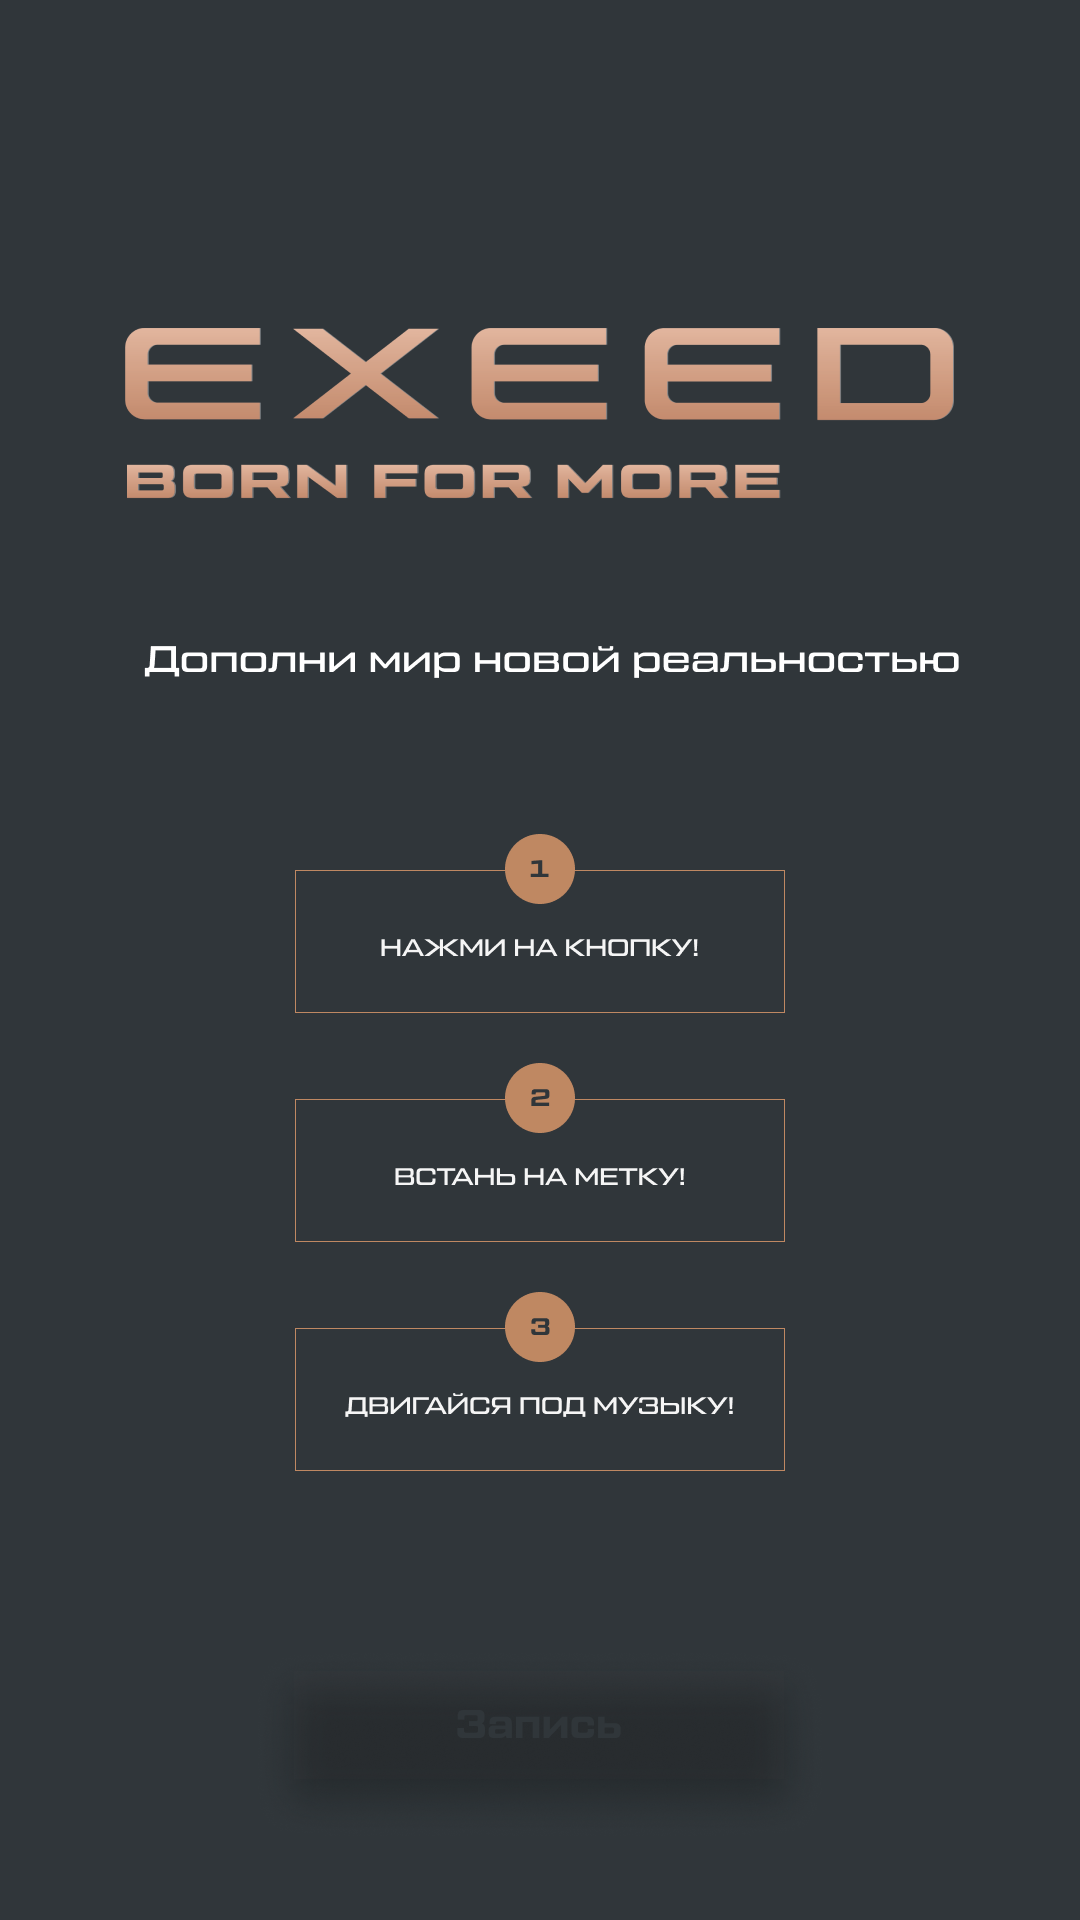 EXEED
BORN FOR MORE
Дополни мир новой реальностью
1
НАЖМИ НА КНОПКУ!
2
ВСТАНЬ НА МЕТКУ!
3
ДВИГАЙСЯ ПОД МУЗЫКУ!
Запись